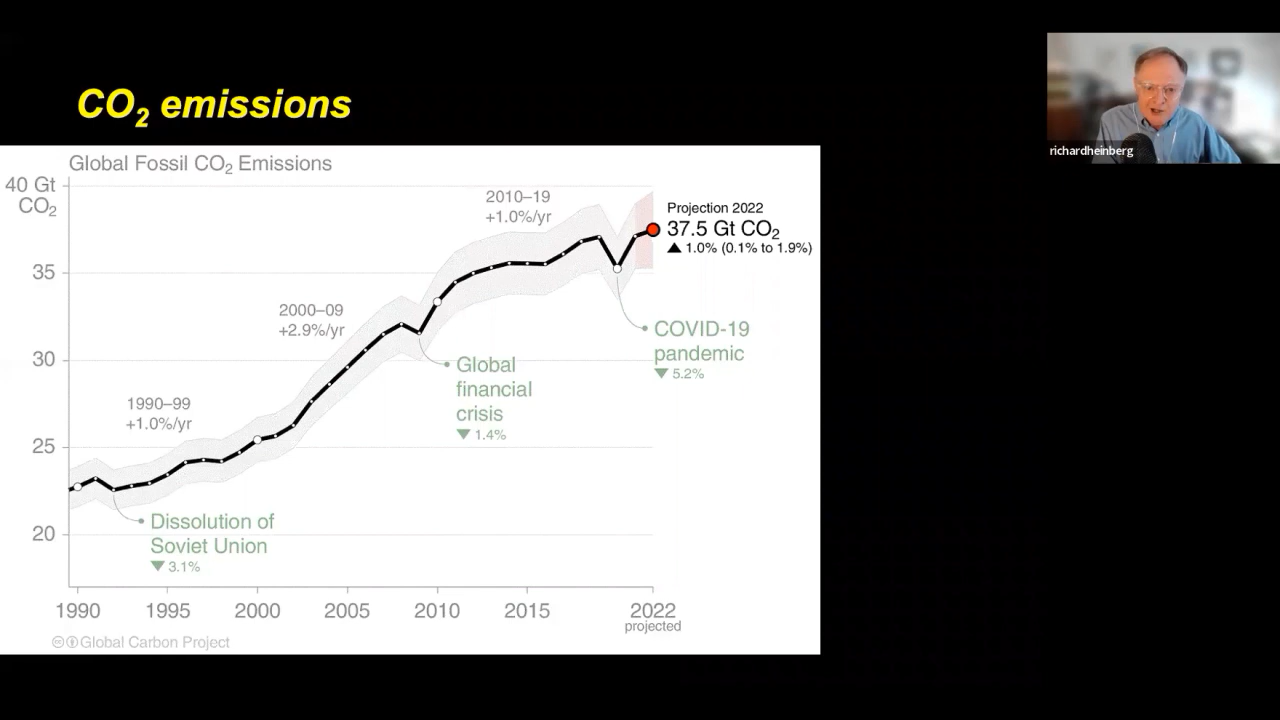 CO₂ emissions
richardheinberg
Global Fossil CO₂ Emissions
40 Gt
CO₂
35
30
25
20
2010–19
+1.0%/yr
2000–09
+2.9%/yr
1990–99
+1.0%/yr
Projection 2022
37.5 Gt CO₂
▲ 1.0% (0.1% to 1.9%)
COVID-19
pandemic
▼ 5.2%
Global
financial
crisis
▼ 1.4%
Dissolution of
Soviet Union
▼ 3.1%
1990 1995 2000 2005 2010 2015 2022
projected
Global Carbon Project